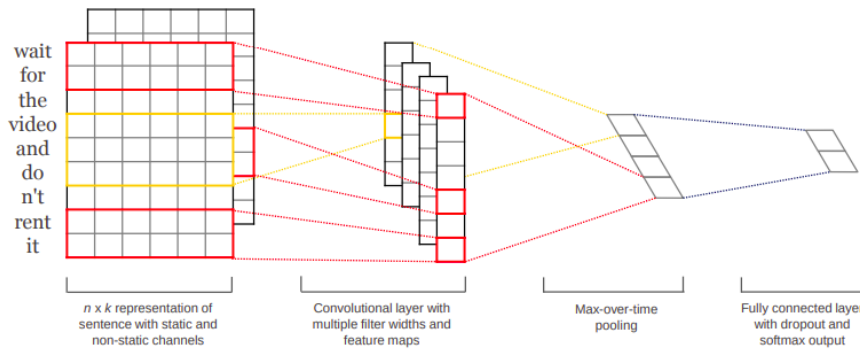 wait
for
the
video
and
do
n't
rent
it
n x k representation of
sentence with static and
non-static channels
Convolutional layer with
multiple filter widths and
feature maps
Max-over-time
pooling
Fully connected layer
with dropout and
softmax output